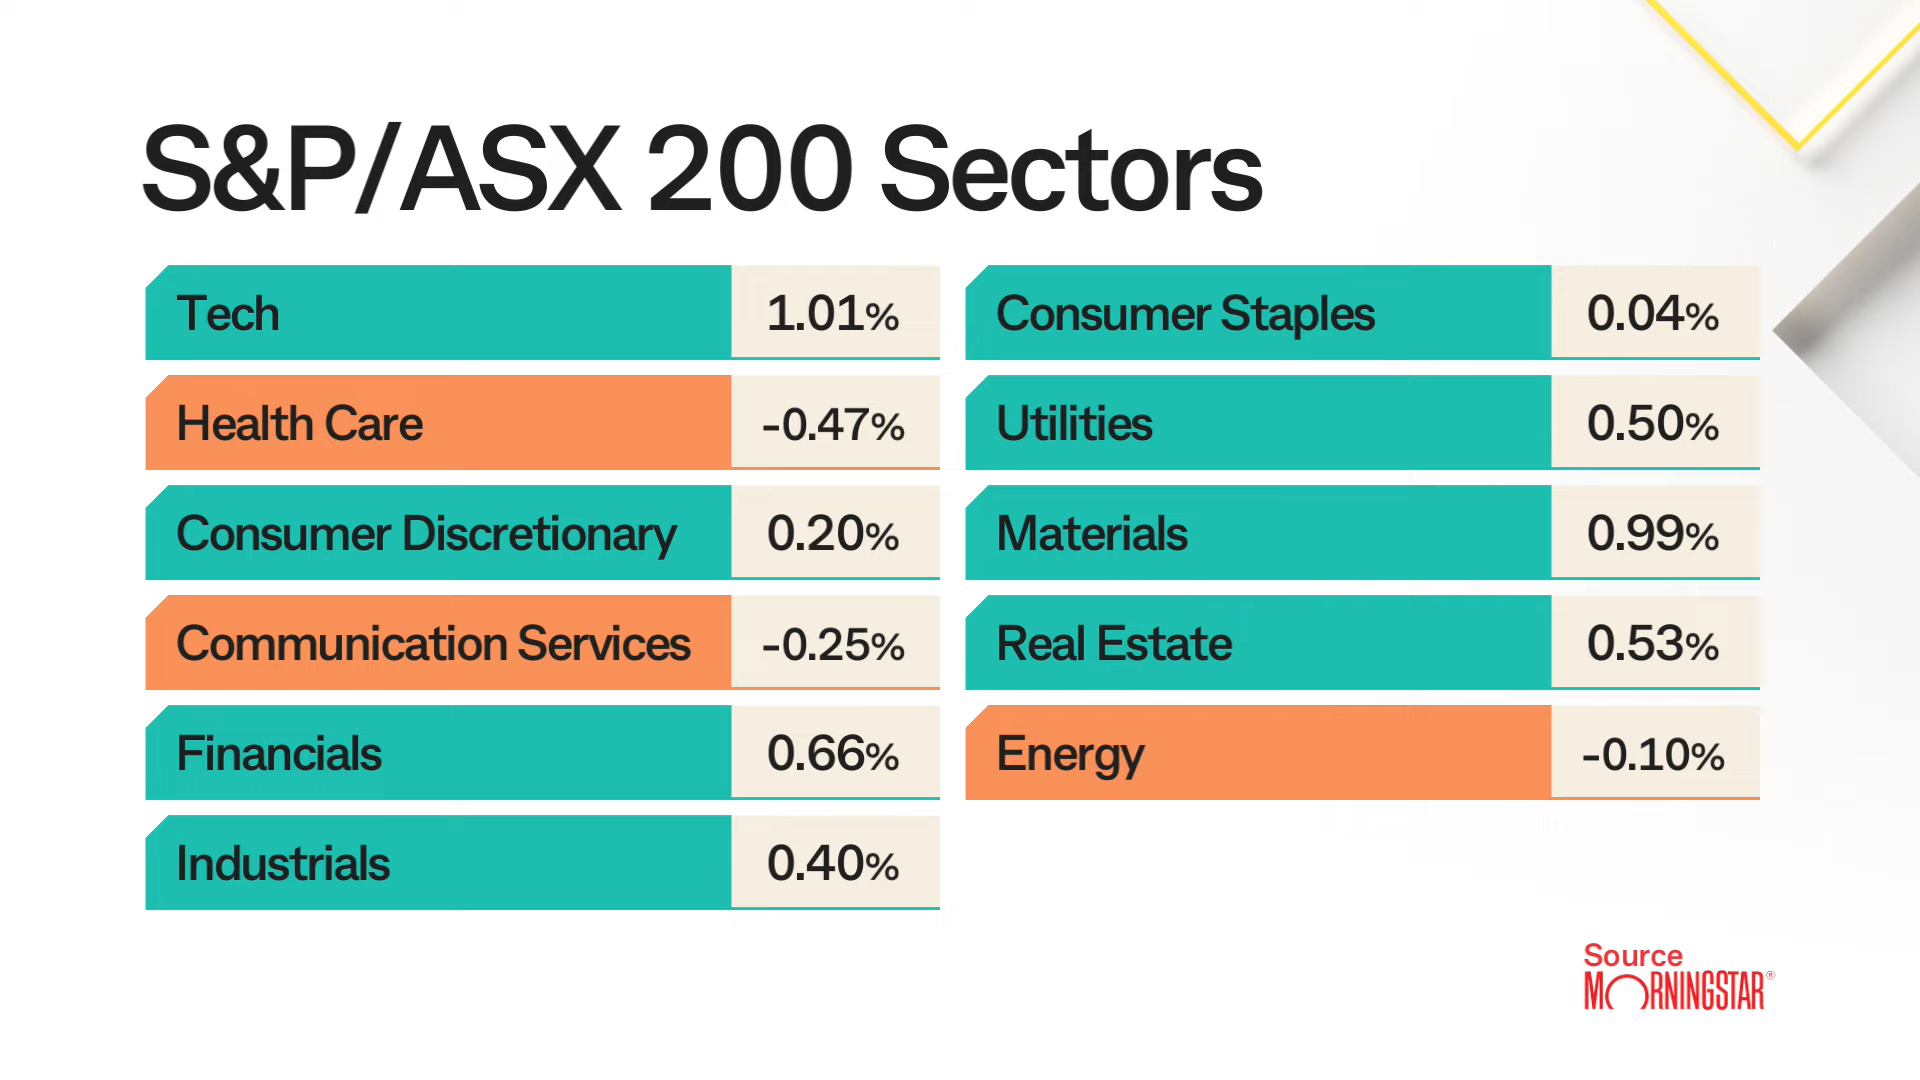 S&P/ASX 200 Sectors
Tech 1.01%
Health Care -0.47%
Consumer Discretionary 0.20%
Communication Services -0.25%
Financials 0.66%
Industrials 0.40%
Consumer Staples 0.04%
Utilities 0.50%
Materials 0.99%
Real Estate 0.53%
Energy -0.10%
Source
MORNINGSTAR®